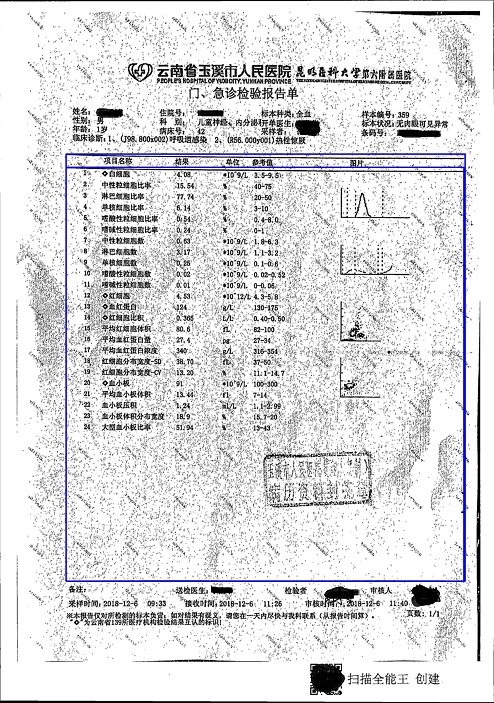 云南省玉溪市人民医院 昆明医科大学第六附属医院
PEOPLE'S HOSPITAL OF YUXI CITY, YUNNAN PROVINCE
门、急诊检验报告单
姓名: 住院号: 标本种类: 全血 样本编号: 359
性别: 男 科 别: 儿童神经、内分泌 开单医生: 标本状况: 无肉眼可见异常
年龄: 1岁 病床号: 42 采样者: 条码号:
临床诊断: 1、(J98.800x002)呼吸道感染 2、(R56.000y001)热性惊厥
项目名称 结果 单位 参考值 图片
1 ◇白细胞 4.08 *10^9/L 3.5-9.5
2 中性粒细胞比率 15.54 % 40-75
3 淋巴细胞比率 77.74 % 20-50
4 单核细胞比率 6.14 % 3-10
5 嗜酸性粒细胞比率 0.54 % 0.4-8.0
6 嗜碱性粒细胞比率 0.24 % 0-1
7 中性粒细胞数 0.63 *10^9/L 1.8-6.3
8 淋巴细胞数 3.17 *10^9/L 1.1-3.2
9 单核细胞数 0.25 *10^9/L 0.1-0.6
10 嗜酸性粒细胞数 0.02 *10^9/L 0.02-0.52
11 嗜碱性粒细胞数 0.01 *10^9/L 0-0.06
12 ◇红细胞 4.53 *10^12/L 4.3-5.8
13 ◇血红蛋白 124 g/L 130-175
14 ◇红细胞比积 0.365 L/L 0.40-0.50
15 平均红细胞体积 80.6 fL 82-100
16 平均血红蛋白量 27.4 pg 27-34
17 平均血红蛋白浓度 340 g/L 316-354
18 红细胞分布宽度-SD 38.70 fL 37-50
19 红细胞分布宽度-CV 13.20 % 11.1-14.7
20 ◇血小板 91 *10^9/L 100-300
21 平均血小板体积 13.44 fl 7-14
22 血小板压积 1.24 ml/L 1.1-2.99
23 血小板体积分布宽度 18.9 % 15.7-20
24 大型血小板比率 51.94 % 13-43
玉溪市人民医院
病历资料封
备注: 送检医生: 检验者 审核人
采样时间: 2018-12-6 09:33 接收时间: 2018-12-6 11:26 审核时间: 2018-12-6 11:40 页数: 1/1
※本报告仅对所检测的标本负责;如对结果有疑义,请您在一天内尽快与我科联系(从报告时间算)。
"◇"为云南省139所医疗机构检验结果互认的标识!
扫描全能王 创建